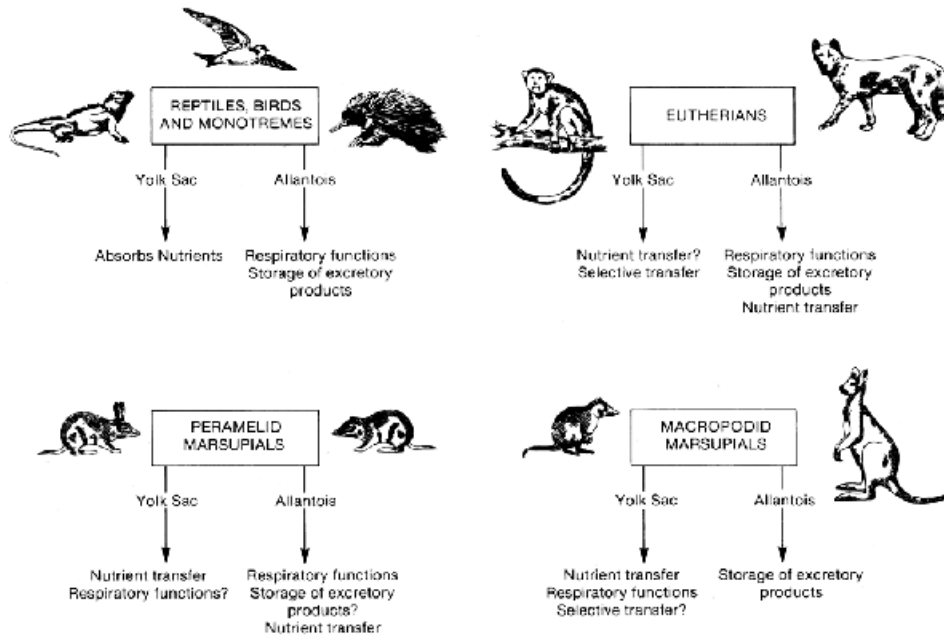 REPTILES, BIRDS
AND MONOTREMES
Yolk Sac
Allantois
Absorbs Nutrients
Respiratory functions
Storage of excretory
products
EUTHERIANS
Yolk Sac
Allantois
Nutrient transfer?
Selective transfer
Respiratory functions
Storage of excretory
products
Nutrient transfer
PERAMELID
MARSUPIALS
Yolk Sac
Allantois
Nutrient transfer
Respiratory functions?
Respiratory functions
Storage of excretory
products?
Nutrient transfer
MACROPODID
MARSUPIALS
Yolk Sac
Allantois
Nutrient transfer
Respiratory functions
Selective transfer?
Storage of excretory
products